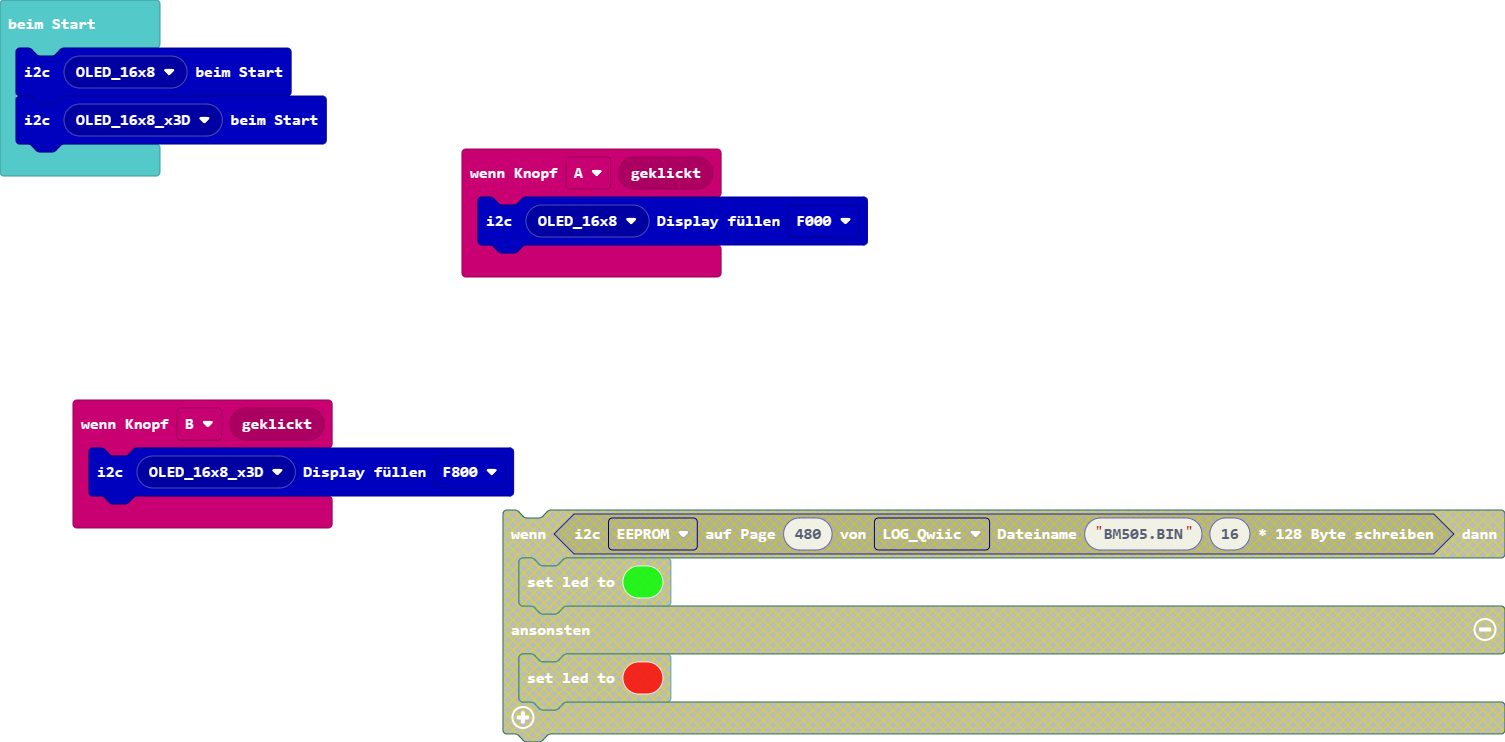 beim Start
i2c OLED_16x8 beim Start
i2c OLED_16x8_x3D beim Start
wenn Knopf A geklickt
i2c OLED_16x8 Display füllen F000
wenn Knopf B geklickt
i2c OLED_16x8_x3D Display füllen F800
wenn i2c EEPROM auf Page 480 von LOG_Qwiic Dateiname "BM505.BIN" 16 * 128 Byte schreiben dann
set led to
ansonsten
set led to